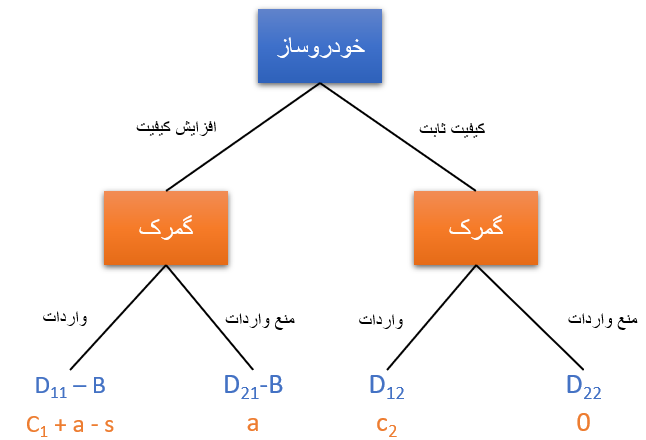 خودروساز
افزایش کیفیت
کیفیت ثابت
گمرک
گمرک
واردات
منع واردات
واردات
منع واردات
D₁₁ – B
D₂₁-B
D₁₂
D₂₂
C₁ + a - s
a
c₂
0